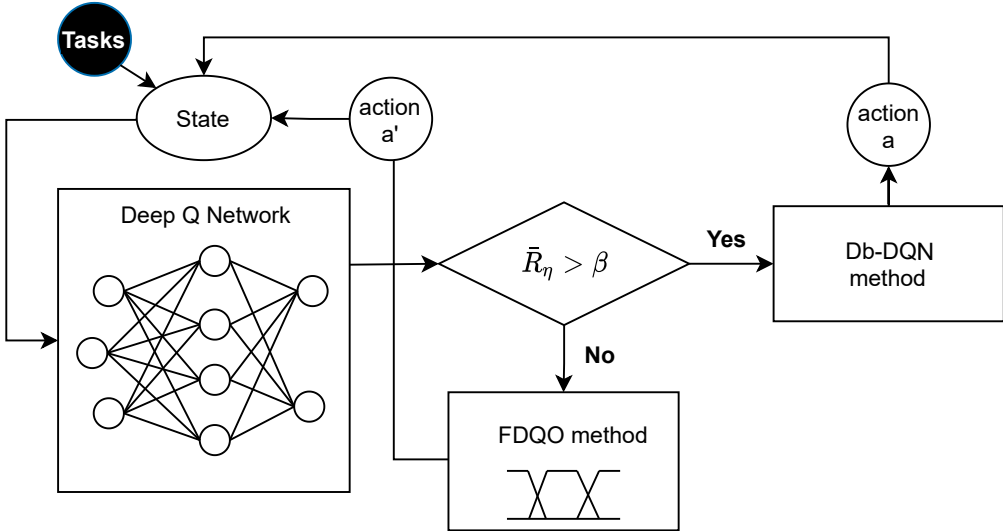 Tasks
State
action
a'
action
a
Deep Q Network
R̄η > β
Yes
Db-DQN
method
No
FDQO method